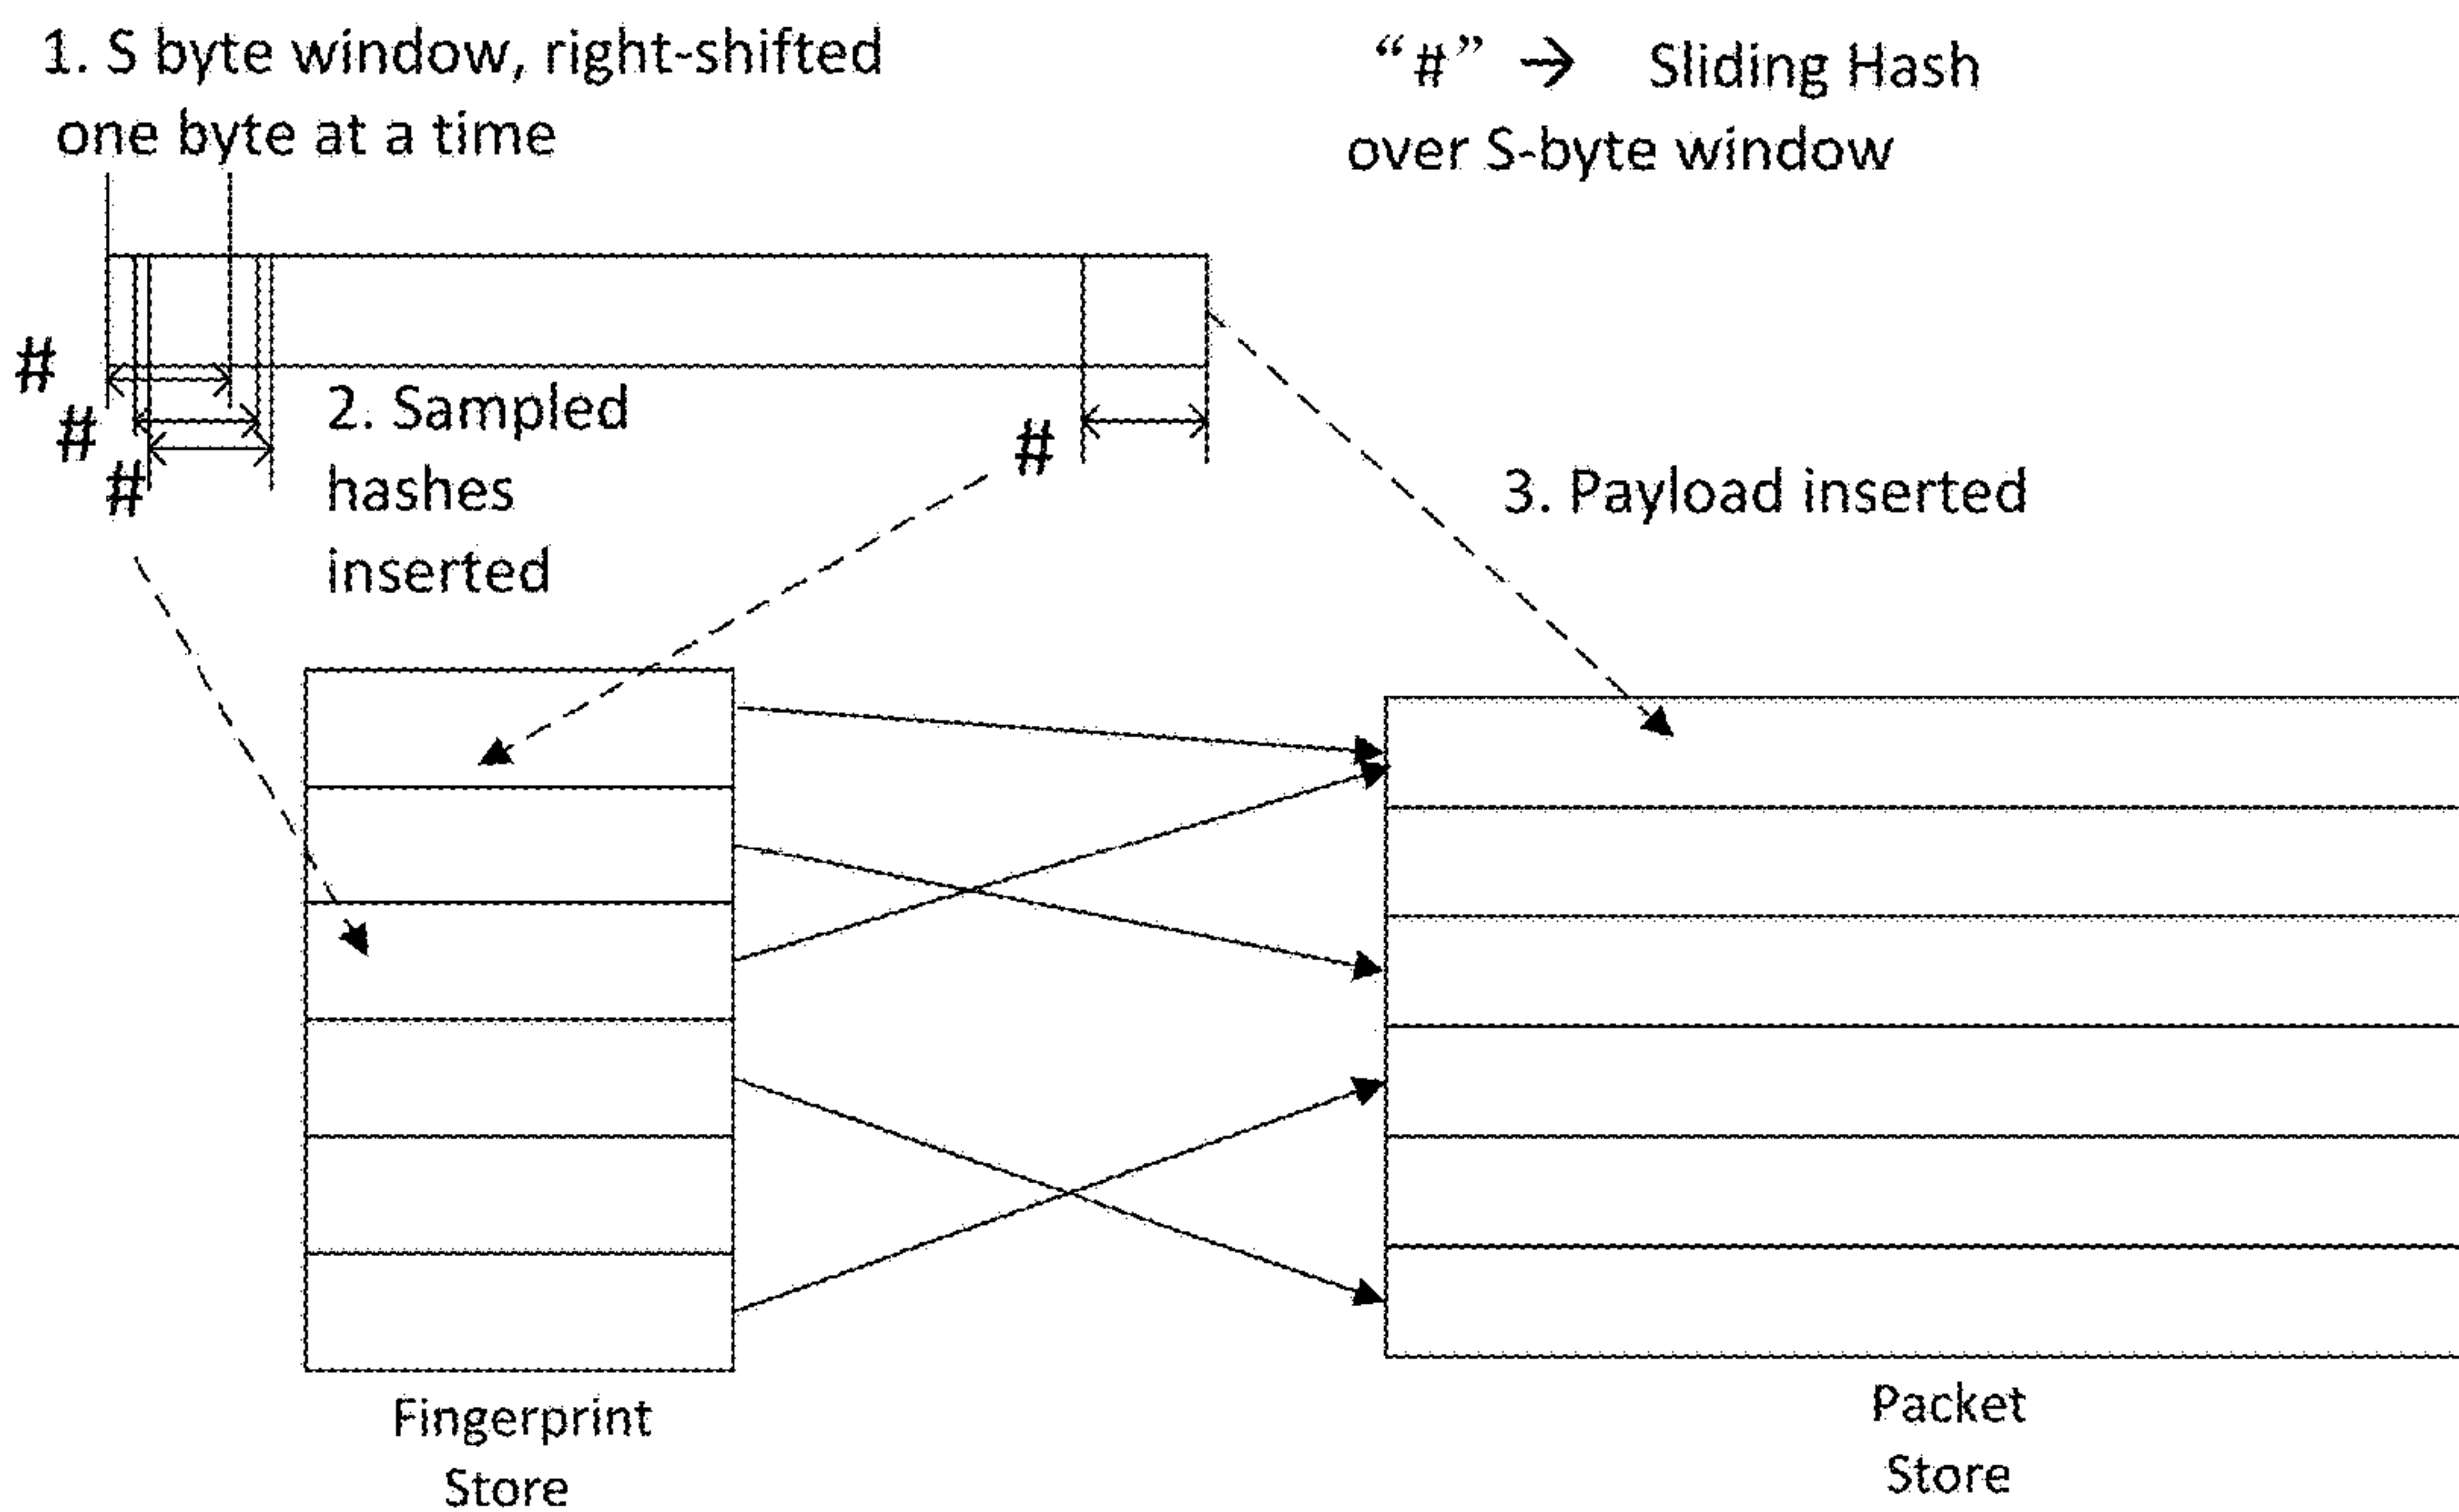 1. S byte window, right-shifted
one byte at a time
“#” → Sliding Hash
over S-byte window
#
#
#
2. Sampled
hashes
inserted
#
3. Payload inserted
Fingerprint
Store
Packet
Store